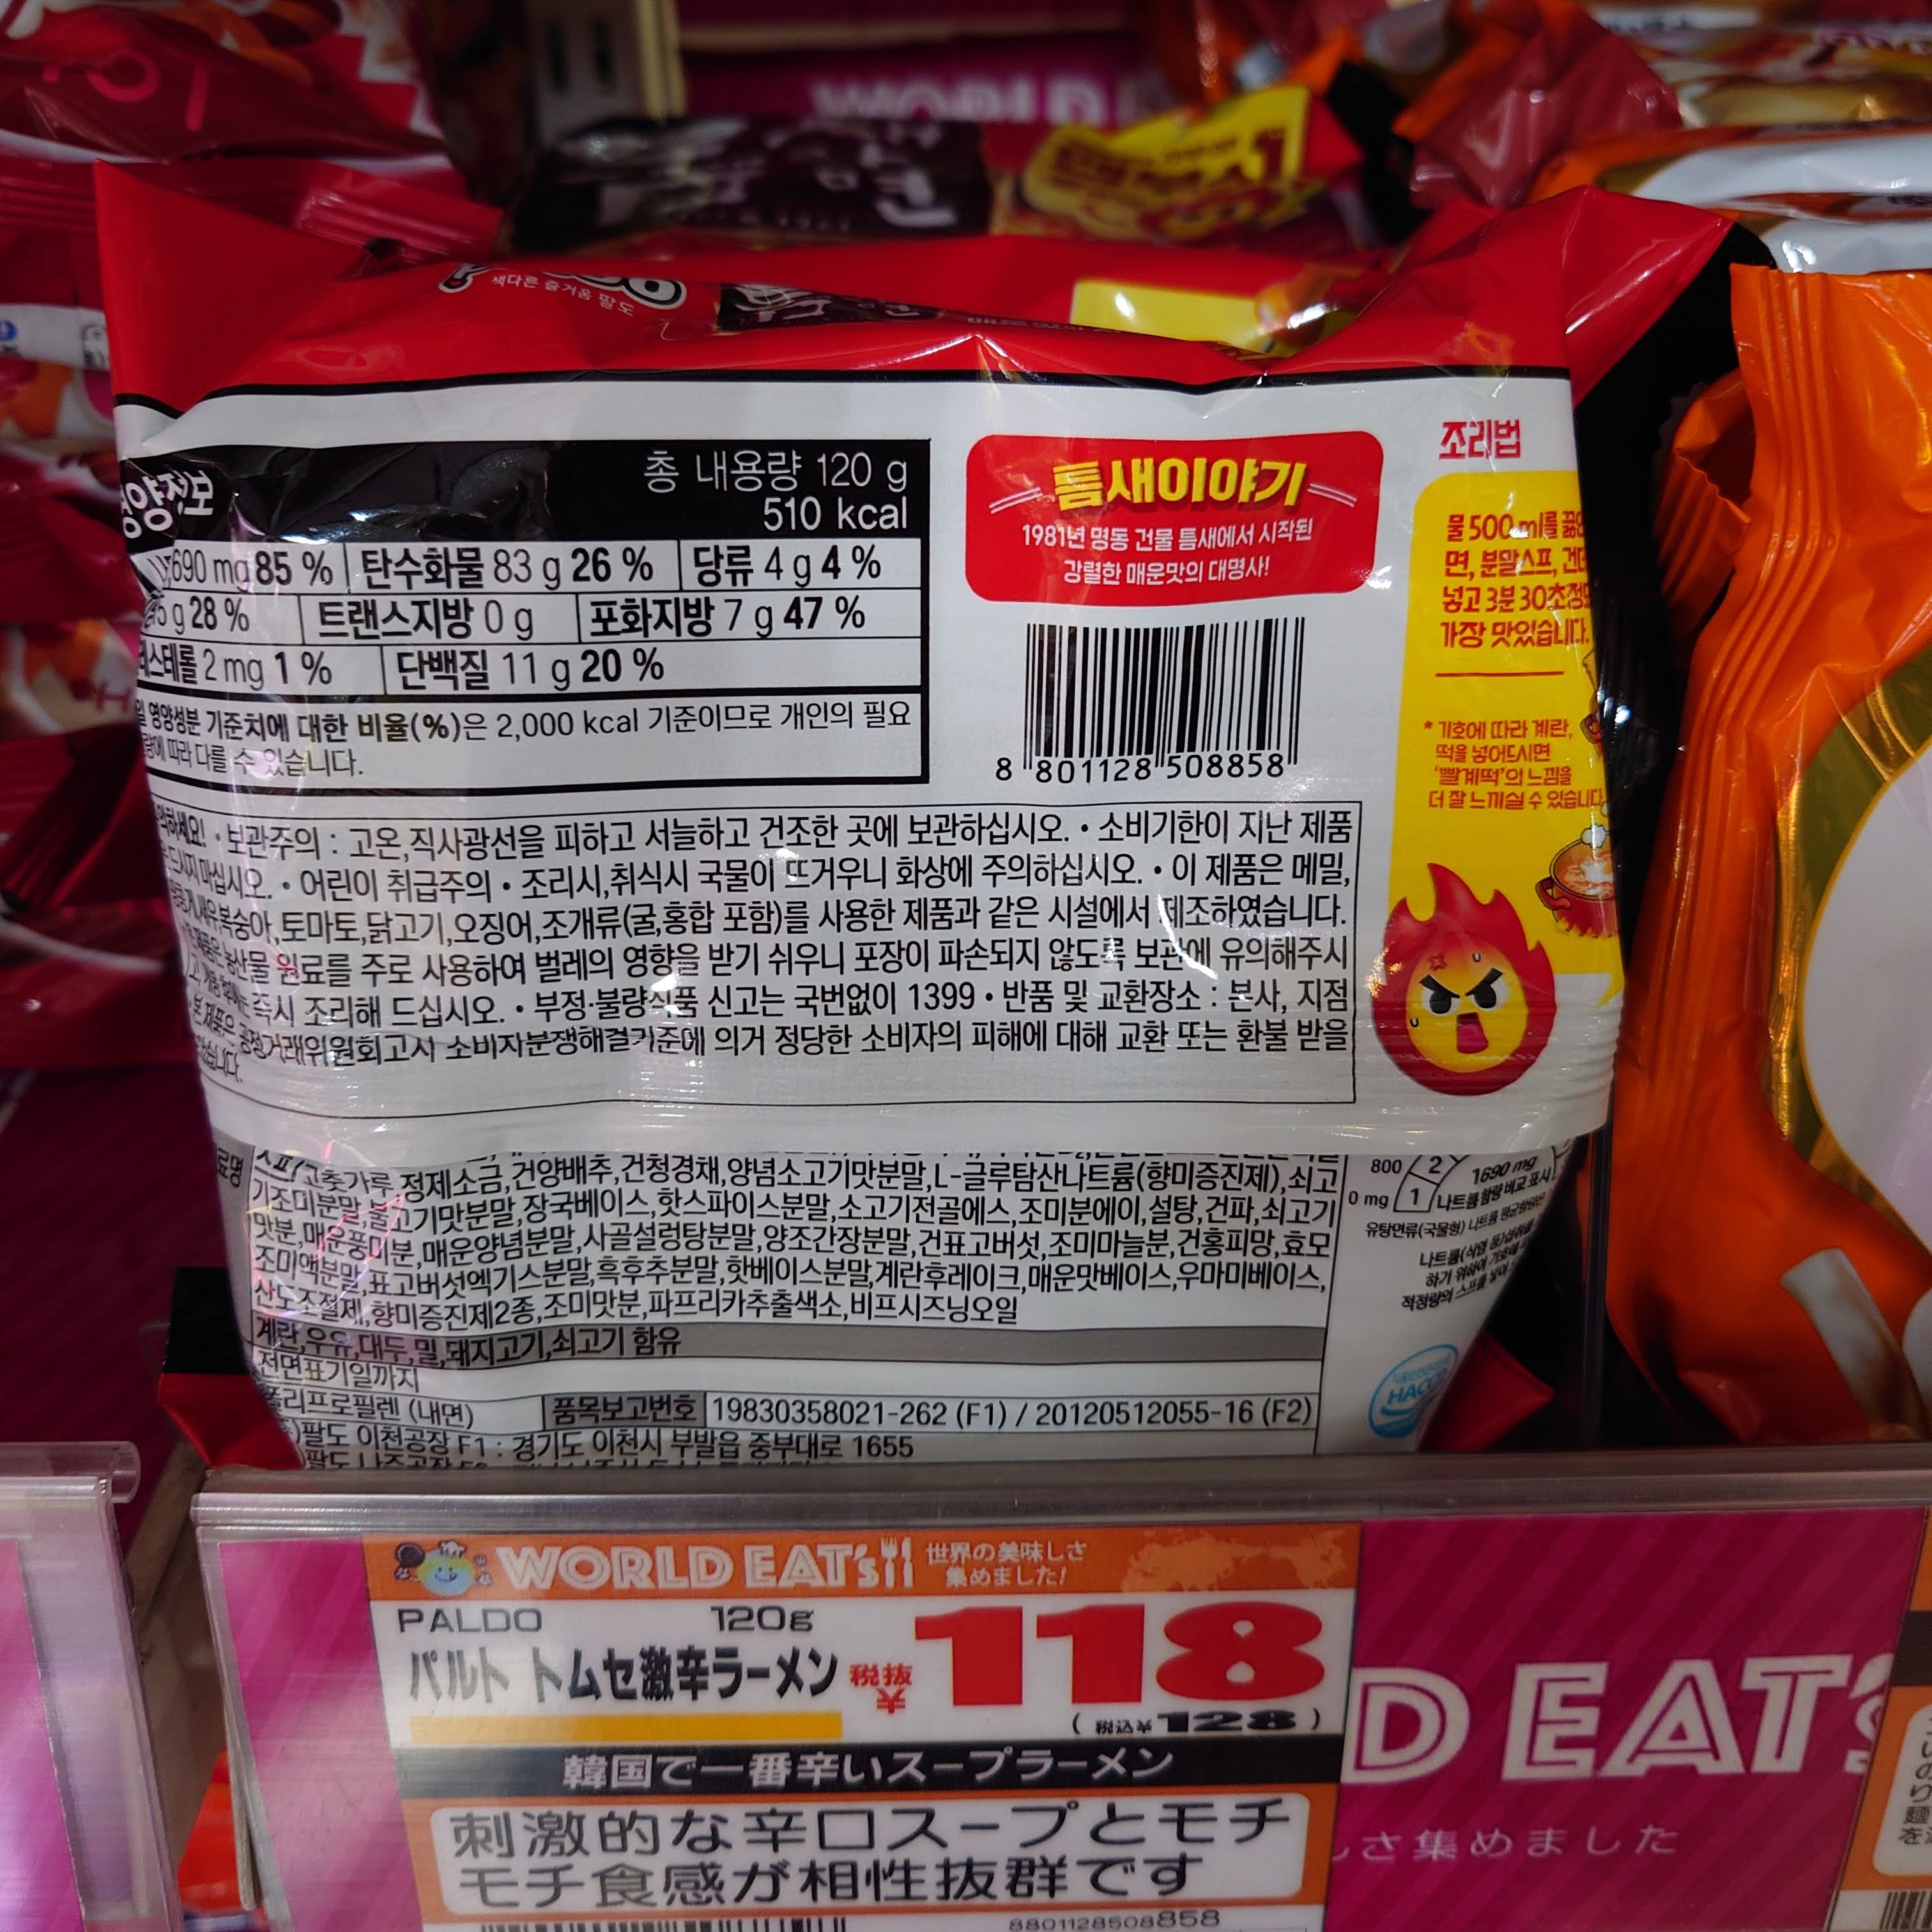 WORLD
색다른 즐거움 팔도
영양정보
총 내용량 120 g
510 kcal
690 mg 85 % 탄수화물 83 g 26 % 당류 4 g 4 %
5 g 28 % 트랜스지방 0 g 포화지방 7 g 47 %
스테롤 2 mg 1 % 단백질 11 g 20 %
영양성분 기준치에 대한 비율(%)은 2,000 kcal 기준이므로 개인의 필요
에 따라 다를 수 있습니다.
틈새이야기
1981년 명동 건물 틈새에서 시작된
강렬한 매운맛의 대명사!
8 801128 508858
조리법
물 500 ml를
면, 분말스프,
넣고 3분 30초
가장 맛있습니다.
* 기호에 따라 계란,
떡을 넣어드시면
'빨계떡'의 느낌을
더 잘 느끼실 수 있습니다
• 보관주의 : 고온,직사광선을 피하고 서늘하고 건조한 곳에 보관하십시오. • 소비기한이 지난 제품
드시지 마십시오. • 어린이 취급주의 • 조리시,취식시 국물이 뜨거우니 화상에 주의하십시오. • 이 제품은 메밀,
새우,복숭아,토마토,닭고기,오징어,조개류(굴,홍합 포함)를 사용한 제품과 같은 시설에서 제조하였습니다.
농산물 원료를 주로 사용하여 벌레의 영향을 받기 쉬우니 포장이 파손되지 않도록 보관에 유의해주시
즉시 조리해 드십시오. • 부정·불량식품 신고는 국번없이 1399 • 반품 및 교환장소 : 본사, 지점
본 제품은 공정거래위원회고시 소비자분쟁해결기준에 의거 정당한 소비자의 피해에 대해 교환 또는 환불 받을
있습니다.
고춧가루 정제소금,건양배추,건청경채,양념소고기맛분말,L-글루탐산나트륨(향미증진제),쇠고
기조미분말,불고기맛분말,장국베이스,핫스파이스분말,소고기전골에스,조미분에이,설탕,건파,쇠고기
맛분,매운풍미분,매운양념분말,사골설렁탕분말,양조간장분말,건표고버섯,조미마늘분,건홍피망,효모
조미액분말,표고버섯엑기스분말,흑후추분말,핫베이스분말,계란후레이크,매운맛베이스,우마미베이스,
산도조절제,향미증진제2종,조미맛분,파프리카추출색소,비프시즈닝오일
계란,우유,대두,밀,돼지고기,쇠고기 함유
전면표기일까지
폴리프로필렌 (내면) 품목보고번호 19830358021-262 (F1) / 20120512055-16 (F2)
팔도 이천공장 F1 : 경기도 이천시 부발읍 중부대로 1655
800 2 1690 mg
0 mg 1 나트륨 함량 비교 표시
유탕면류(국물형)
HACCP
WORLD EAT's 世界の美味しさ
集めました!
PALDO 120g
パルト トムセ激辛ラーメン
税抜¥ 118
(税込¥128)
韓国で一番辛いスープラーメン
刺激的な辛口スープとモチ
モチ食感が相性抜群です
8801128508858
D EAT's
さ集めました